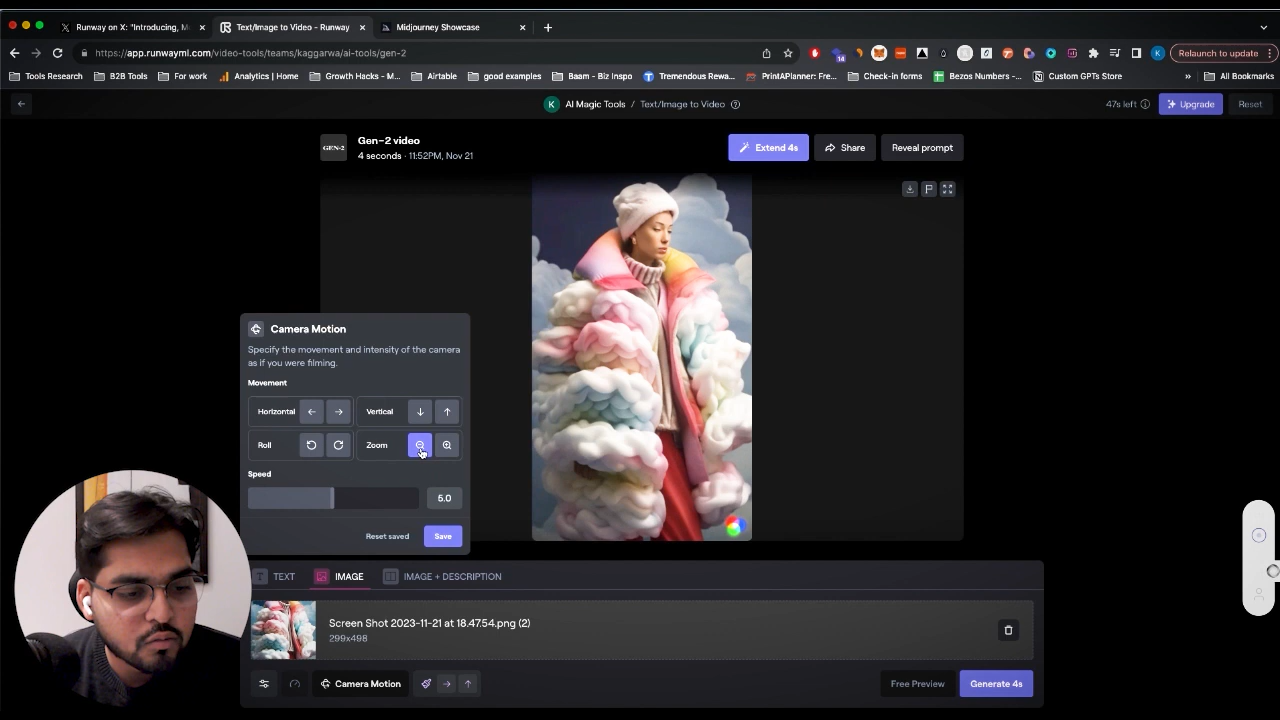 Runway on X: "Introducing, M
Text/Image to Video - Runway
Midjourney Showcase
https://app.runwayml.com/video-tools/teams/kaggarwa/ai-tools/gen-2
14
K
Relaunch to update
Tools Research
B2B Tools
For work
Analytics | Home
Growth Hacks - M...
Airtable
good examples
Baam - Biz Inspo
Tremendous Rewa...
PrintAPlanner: Fre...
Check-in forms
Bezos Numbers -...
Custom GPTs Store
»
All Bookmarks
K AI Magic Tools / Text/Image to Video
47s left
Upgrade
Reset
GEN-2
Gen-2 video
4 seconds · 11:52PM, Nov 21
Extend 4s
Share
Reveal prompt
Camera Motion
Specify the movement and intensity of the camera
as if you were filming.
Movement
Horizontal
Vertical
Roll
Zoom
Speed
5.0
Reset saved
Save
T TEXT
IMAGE
IMAGE + DESCRIPTION
Screen Shot 2023-11-21 at 18.47.54.png (2)
299x498
Camera Motion
Free Preview
Generate 4s